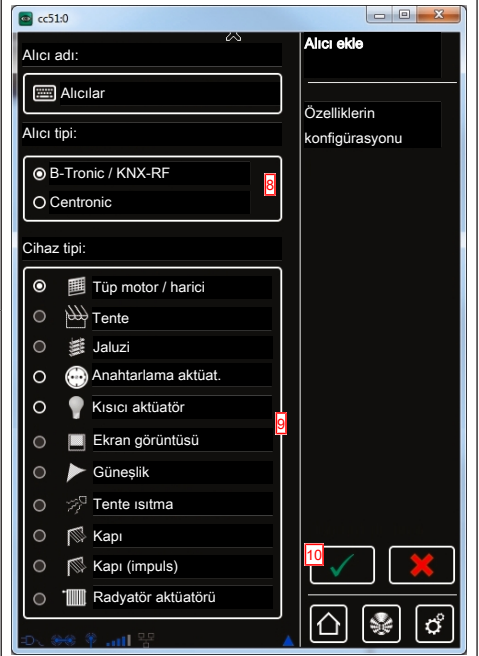 cc51:0
Alıcı adı:
Alıcılar
Alıcı tipi:
B-Tronic / KNX-RF
8
Centronic
Cihaz tipi:
Tüp motor / harici
Tente
Jaluzi
Anahtarlama aktüat.
Kısıcı aktüatör
9
Ekran görüntüsü
Güneşlik
Tente ısıtma
Kapı
Kapı (impuls)
Radyatör aktüatörü
Alıcı ekle
Özelliklerin
konfigürasyonu
10